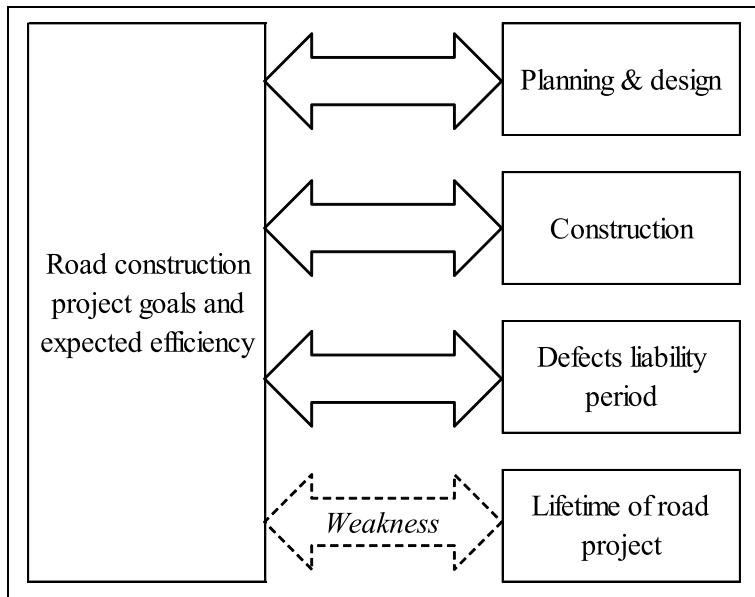 Road construction
project goals and
expected efficiency
Planning & design
Construction
Defects liability
period
Weakness
Lifetime of road
project